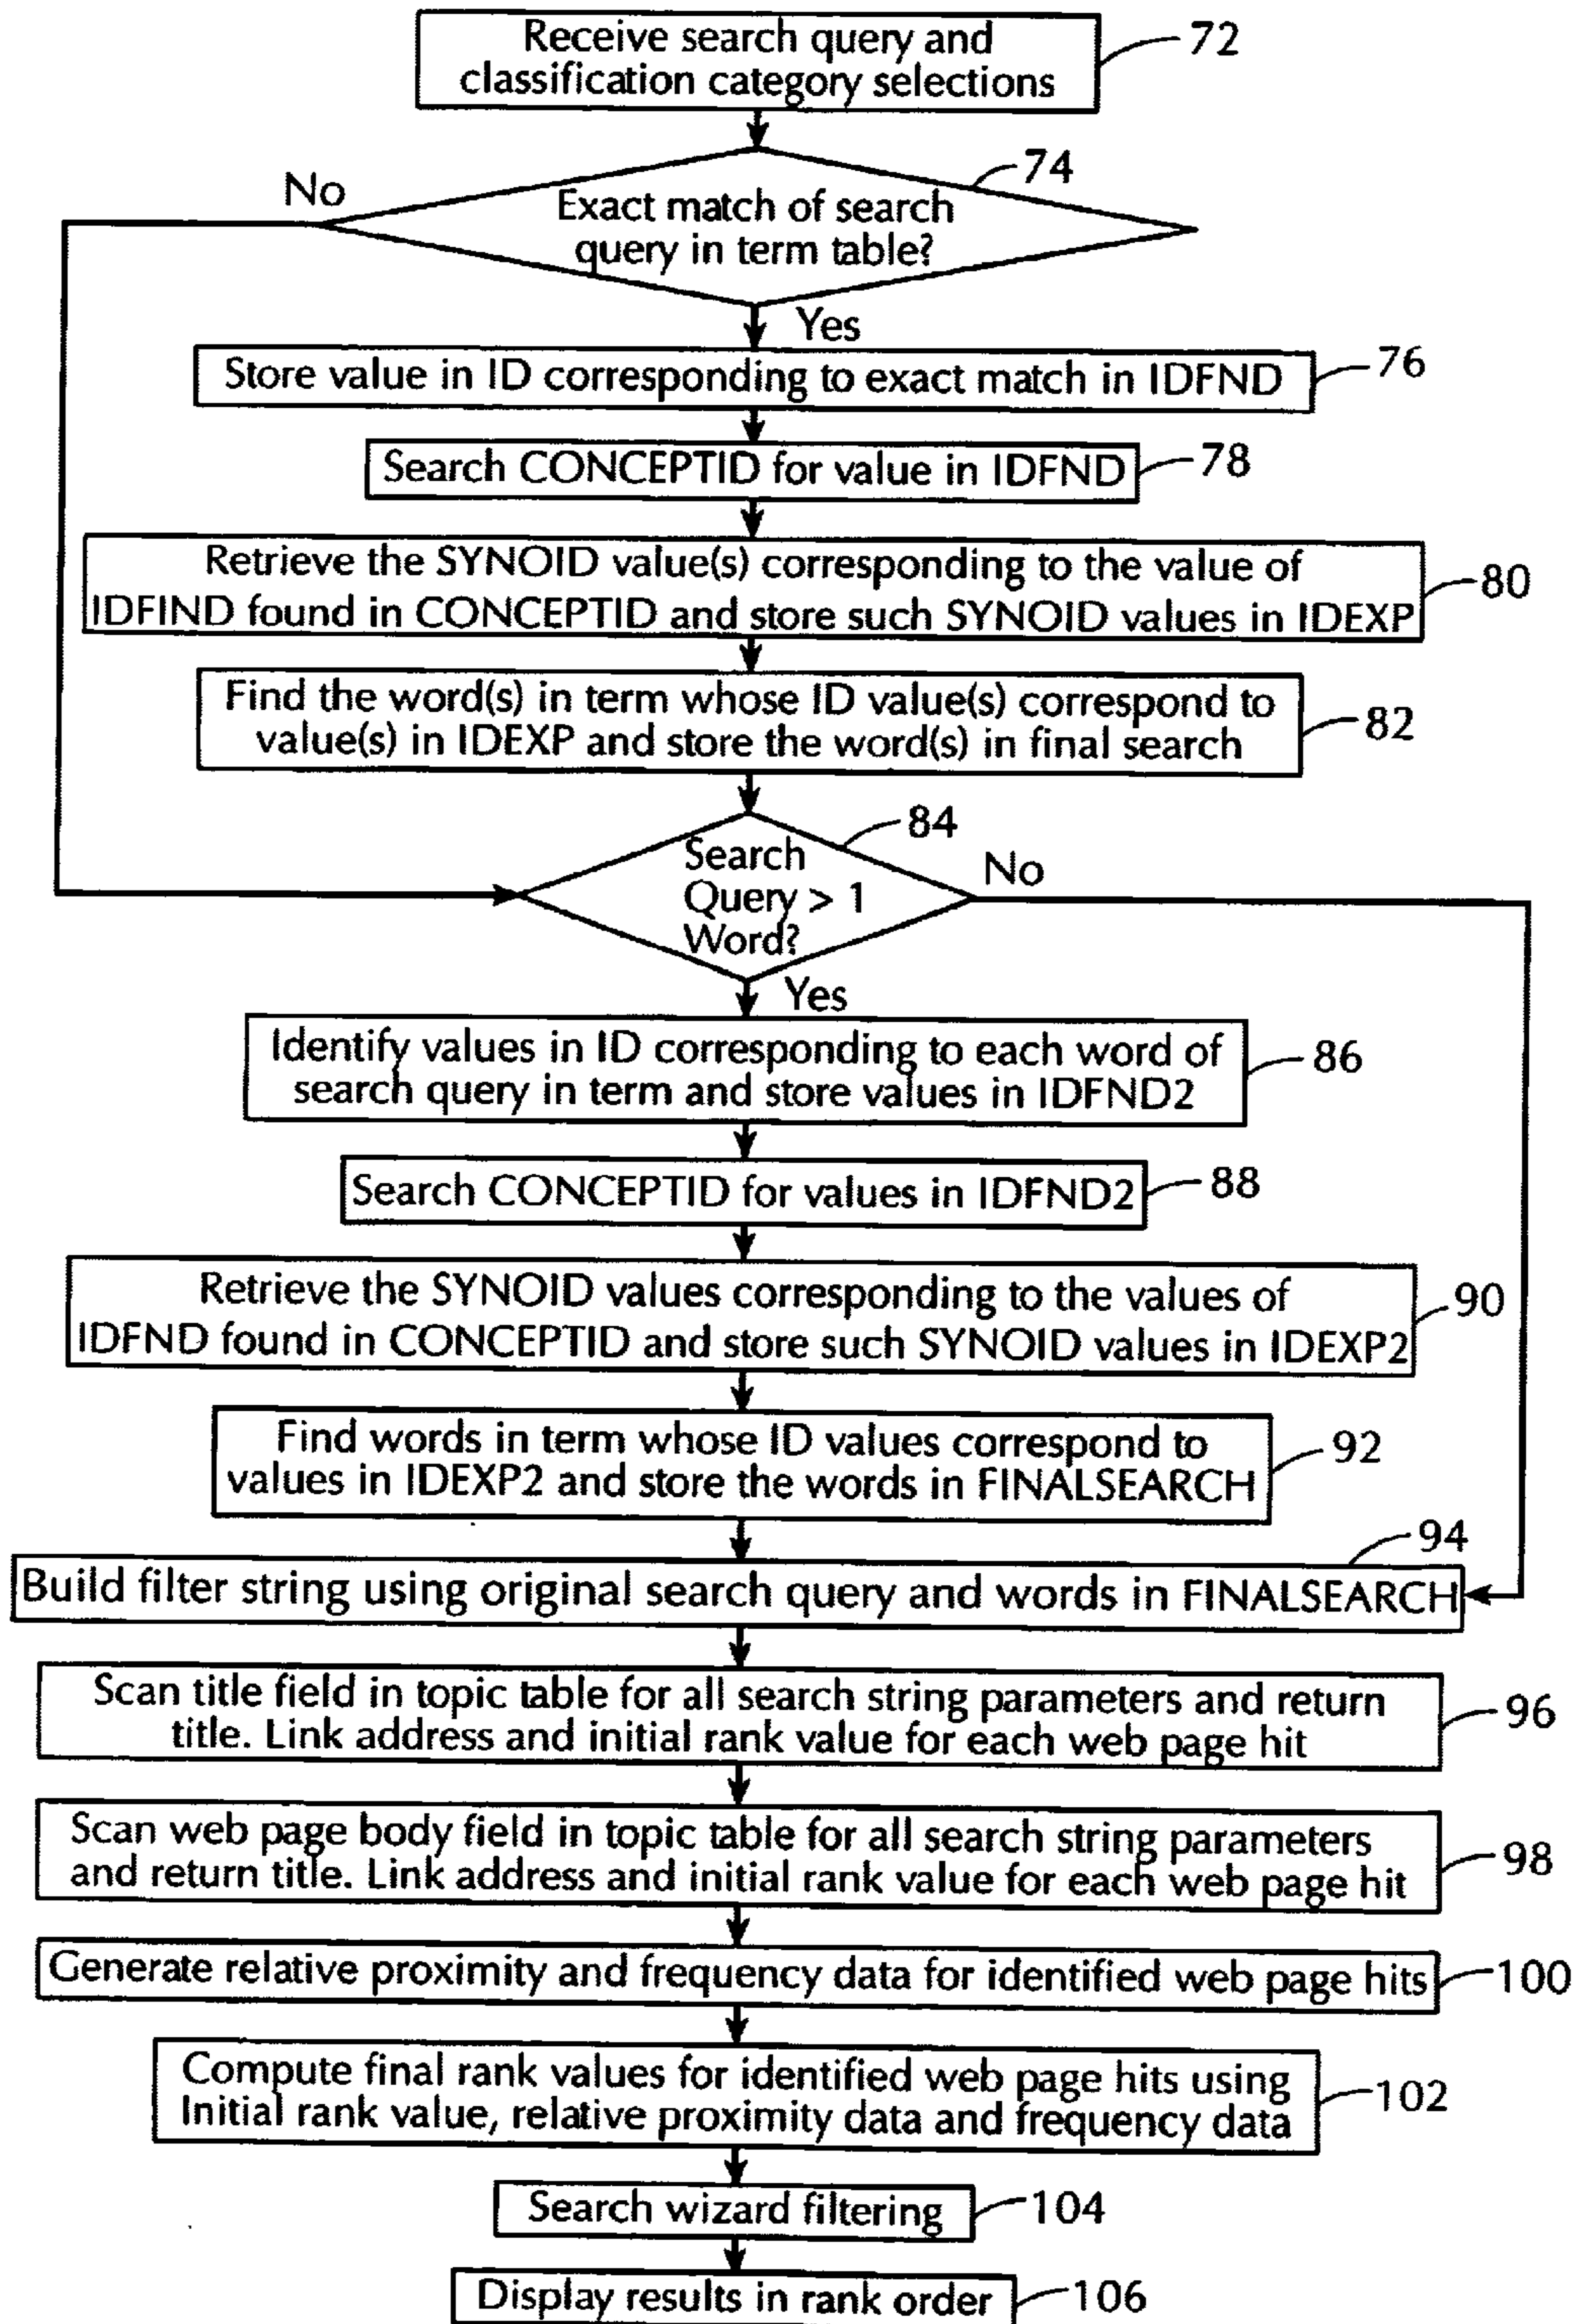 Receive search query and
classification category selections
72
74
No
Exact match of search
query in term table?
Yes
Store value in ID corresponding to exact match in IDFND
76
Search CONCEPTID for value in IDFND
78
Retrieve the SYNOID value(s) corresponding to the value of
IDFIND found in CONCEPTID and store such SYNOID values in IDEXP
80
Find the word(s) in term whose ID value(s) correspond to
value(s) in IDEXP and store the word(s) in final search
82
84
Search
Query > 1
Word?
No
Yes
Identify values in ID corresponding to each word of
search query in term and store values in IDFND2
86
Search CONCEPTID for values in IDFND2
88
Retrieve the SYNOID values corresponding to the values of
IDFND found in CONCEPTID and store such SYNOID values in IDEXP2
90
Find words in term whose ID values correspond to
values in IDEXP2 and store the words in FINALSEARCH
92
94
Build filter string using original search query and words in FINALSEARCH
Scan title field in topic table for all search string parameters and return
title. Link address and initial rank value for each web page hit
96
Scan web page body field in topic table for all search string parameters
and return title. Link address and initial rank value for each web page hit
98
Generate relative proximity and frequency data for identified web page hits
100
Compute final rank values for identified web page hits using
Initial rank value, relative proximity data and frequency data
102
Search wizard filtering
104
Display results in rank order
106